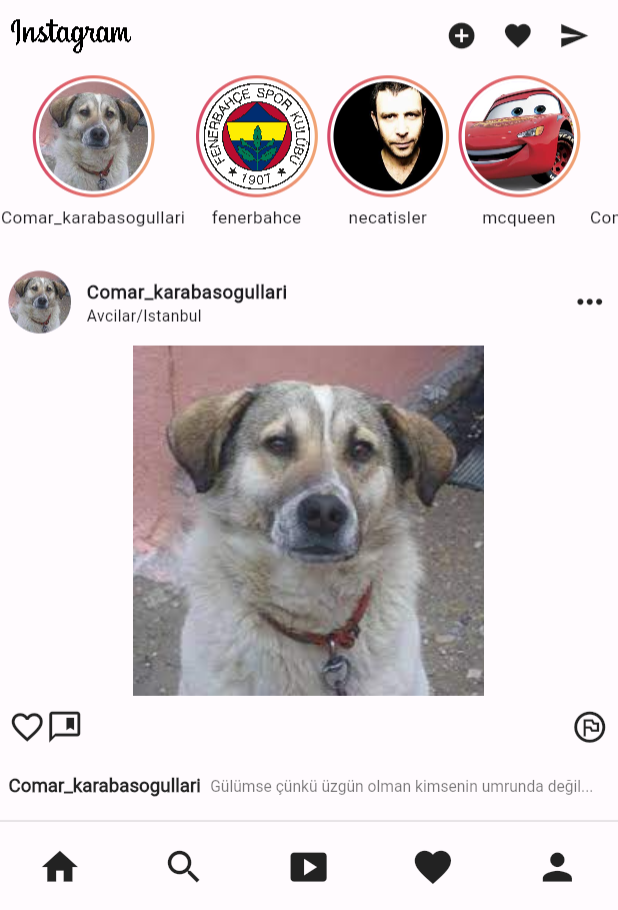 Instagram
FENERBAHÇE SPOR KULÜBÜ
★ 1907 ★
Comar_karabasogullari fenerbahce necatisler mcqueen Cor
Comar_karabasogullari
Avcilar/Istanbul
Comar_karabasogullari Gülümse çünkü üzgün olman kimsenin umrunda değil...